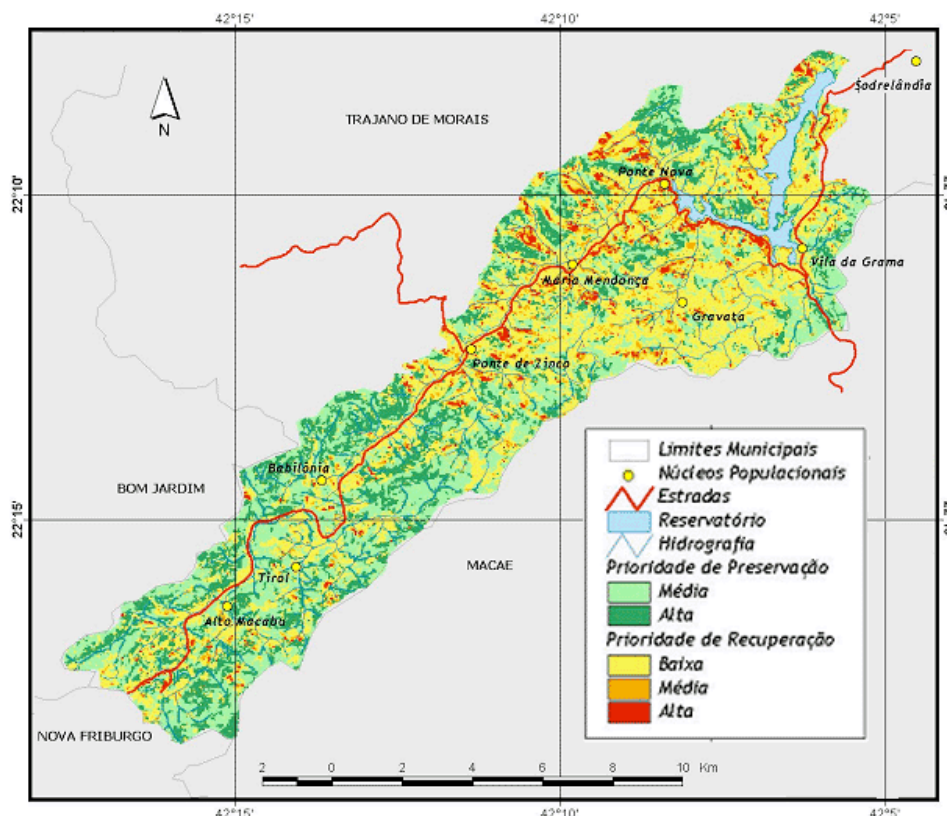 42°15'
42°10'
42°5'
Sodrelândia
N
TRAJANO DE MORAIS
Ponte Nova
22°10'
Vila da Grama
Maria Mendonça
Gravata
Ponte de Zinco
Límites Municipais
Núcleos Populacionais
Babilônia
Estradas
BOM JARDIM
Reservatório
22°15'
Hidrografia
MACAE
Prioridade de Preservação
Tirol
Média
Alto Macabu
Alta
Prioridade de Recuperação
Baixa
Média
Alta
NOVA FRIBURGO
2 0 2 4 6 8 10 Km
42°15'
42°10'
42°5'